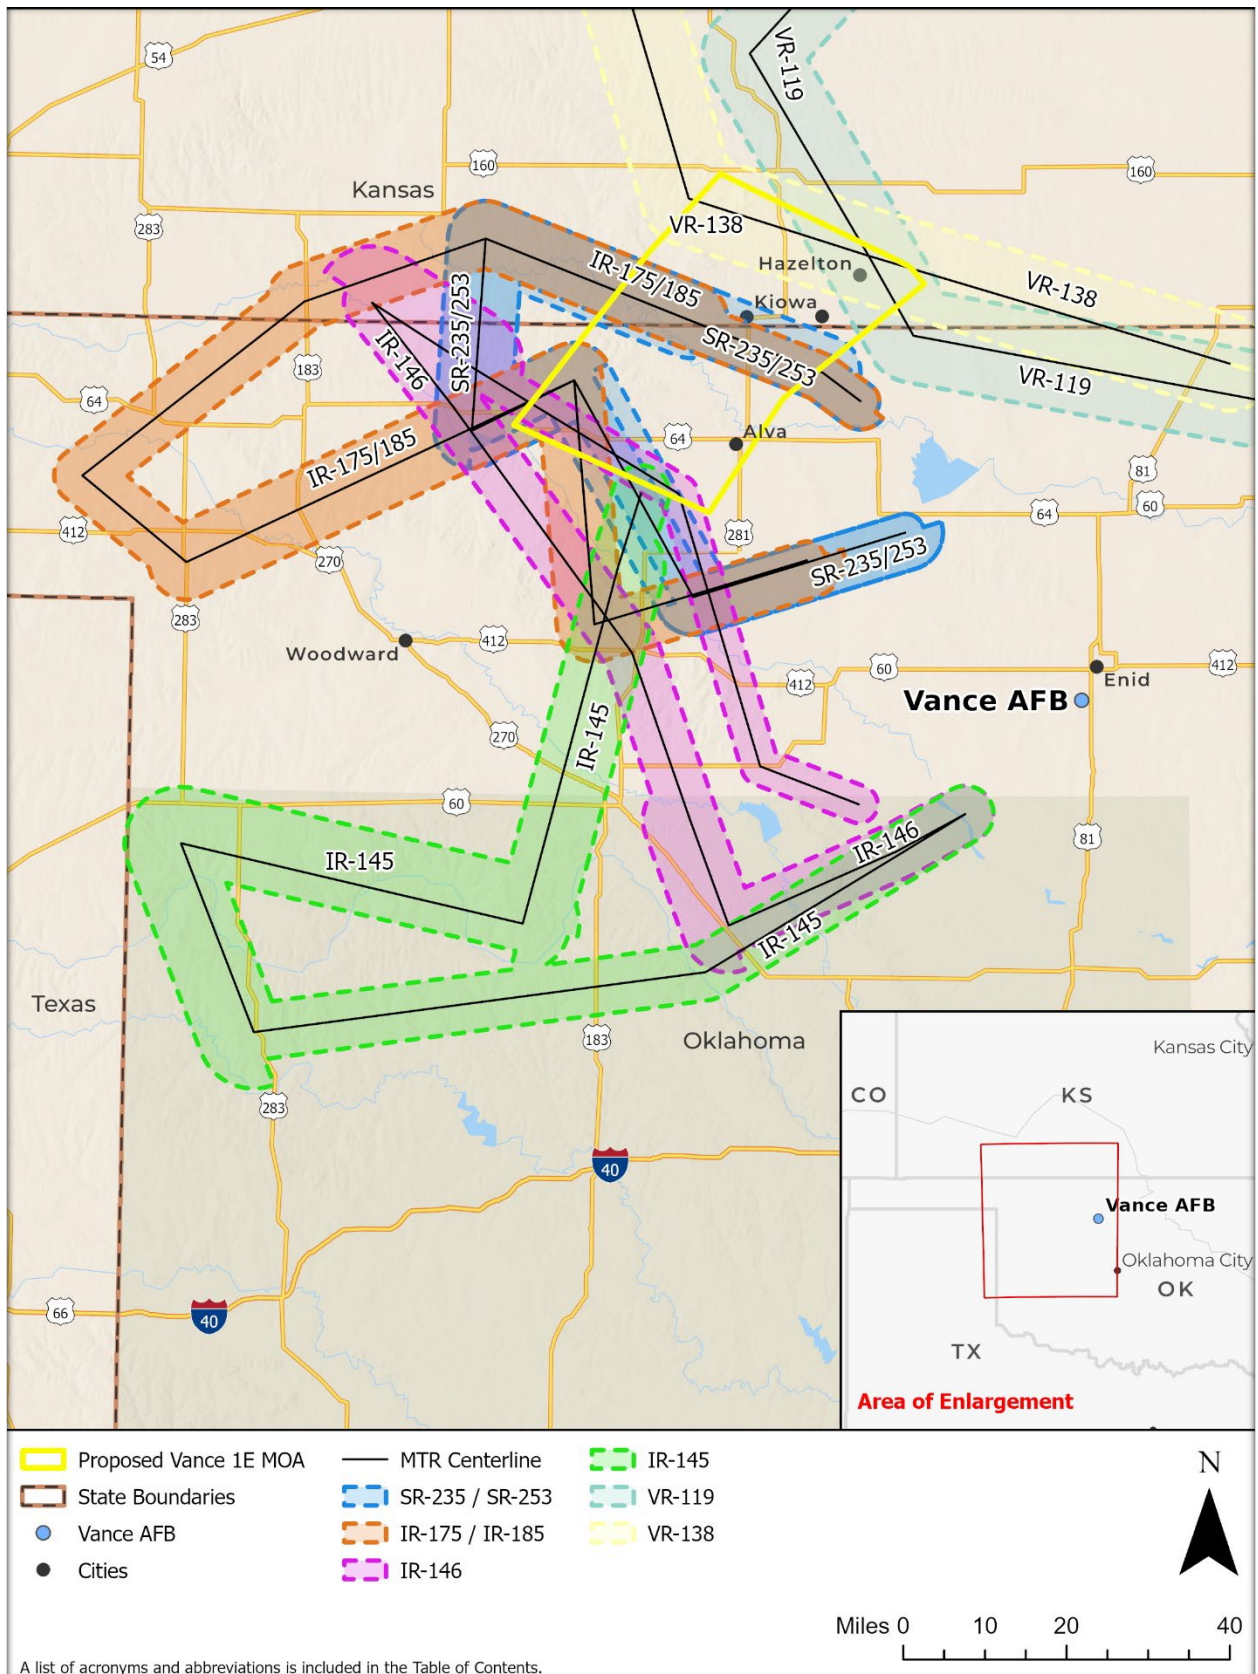 54
VR-119
160
160
Kansas
283
VR-138
Hazelton
IR-175/185
VR-138
Kiowa
SR-235/253
IR-146
SR-235/253
183
VR-119
64
IR-175/185
64
Alva
81
60
412
64
281
270
SR-235/253
283
412
Woodward
60
412
412
Enid
Vance AFB
IR-145
270
60
81
IR-146
IR-145
IR-145
Texas
183
Oklahoma
283
40
66
40
Kansas City
CO
KS
Vance AFB
Oklahoma City
OK
TX
Area of Enlargement
Proposed Vance 1E MOA
State Boundaries
Vance AFB
Cities
MTR Centerline
SR-235 / SR-253
IR-175 / IR-185
IR-146
IR-145
VR-119
VR-138
N
Miles 0 10 20 40
A list of acronyms and abbreviations is included in the Table of Contents.